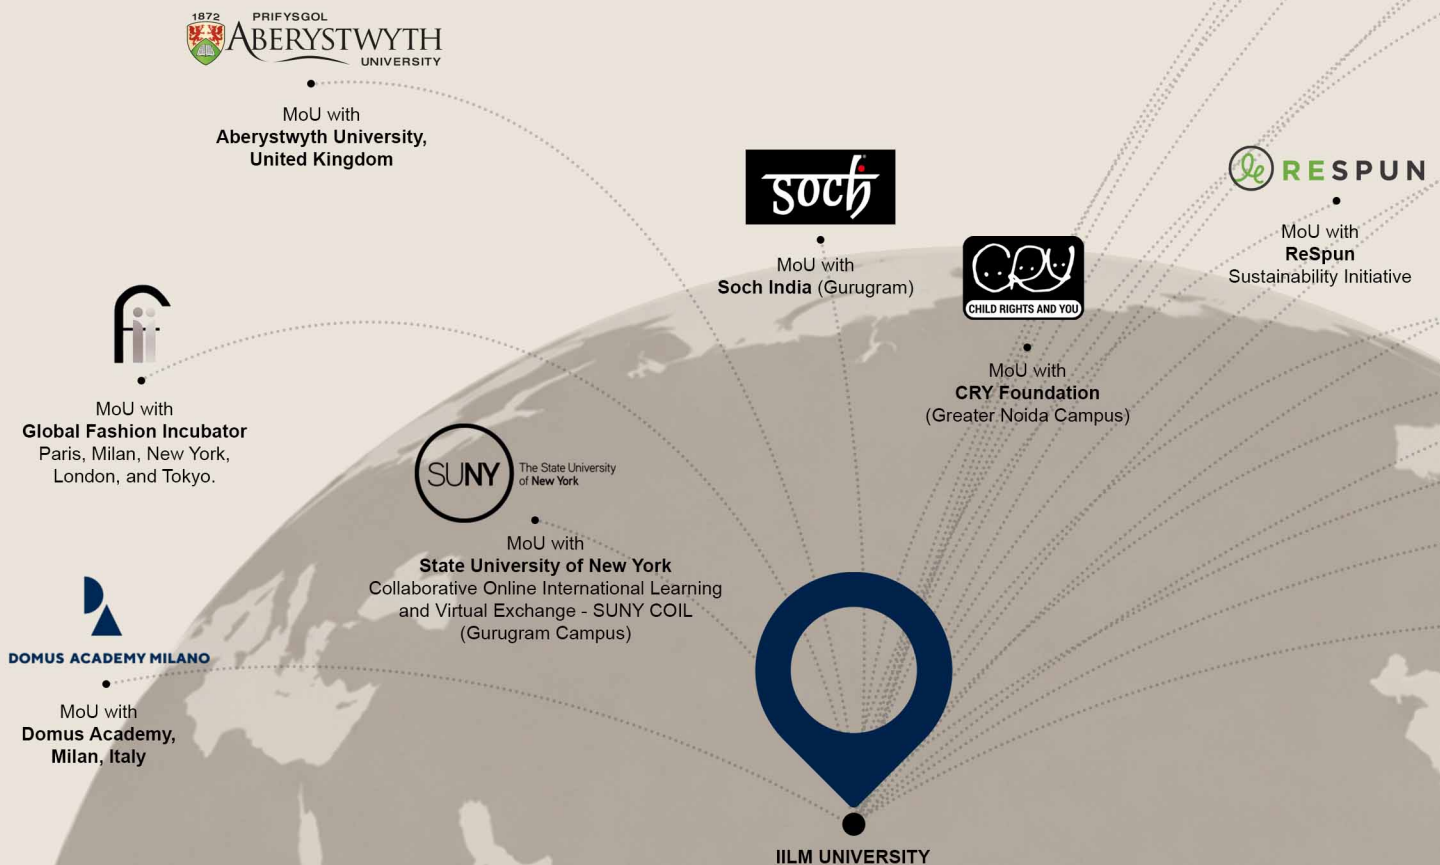 1872 PRIFYSGOL
ABERYSTWYTH
UNIVERSITY
MoU with
Aberystwyth University,
United Kingdom
soch
MoU with
Soch India (Gurugram)
CRY
CHILD RIGHTS AND YOU
MoU with
CRY Foundation
(Greater Noida Campus)
RESPUN
MoU with
ReSpun
Sustainability Initiative
fii
MoU with
Global Fashion Incubator
Paris, Milan, New York,
London, and Tokyo.
SUNY
The State University
of New York
MoU with
State University of New York
Collaborative Online International Learning
and Virtual Exchange - SUNY COIL
(Gurugram Campus)
DOMUS ACADEMY MILANO
MoU with
Domus Academy,
Milan, Italy
IILM UNIVERSITY